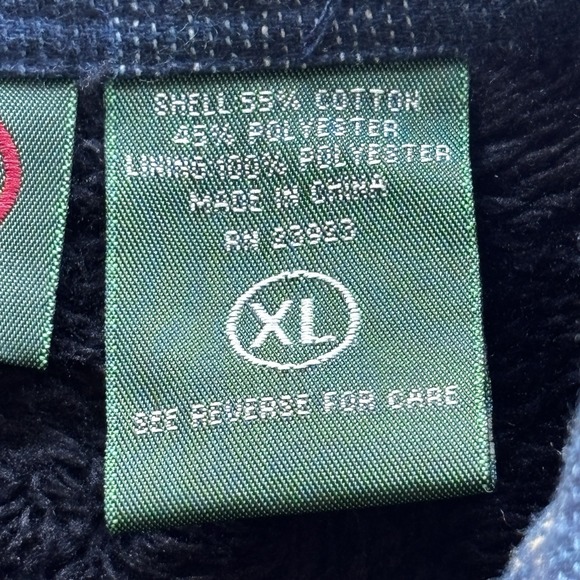 SHELL 55% COTTON
45% POLYESTER
LINING 100% POLYESTER
MADE IN CHINA
RN 23923
XL
SEE REVERSE FOR CARE